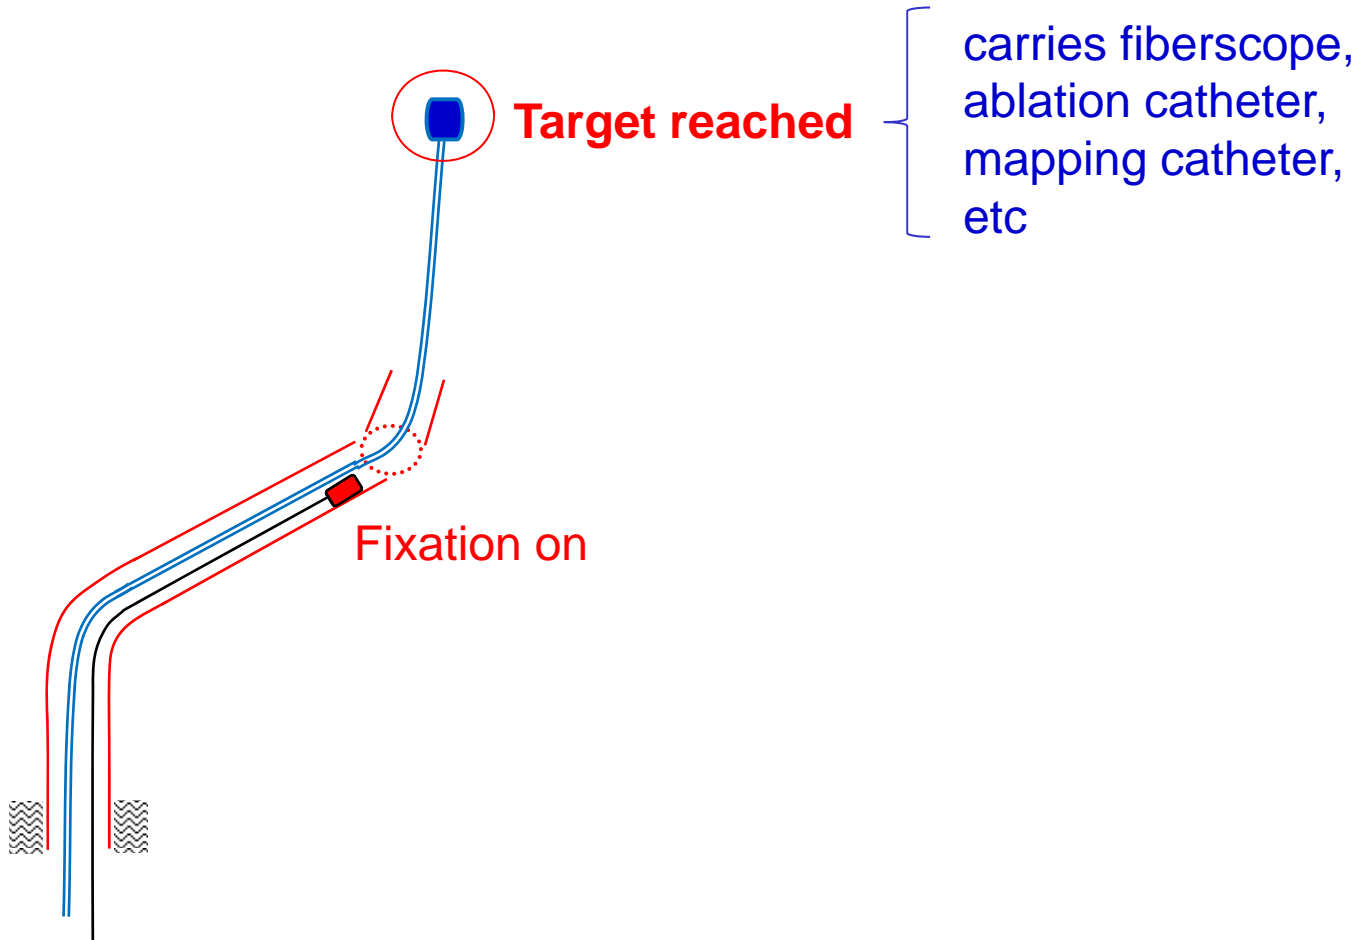 carries fiberscope,
Target reached
ablation catheter,
mapping catheter,
etc
Fixation on